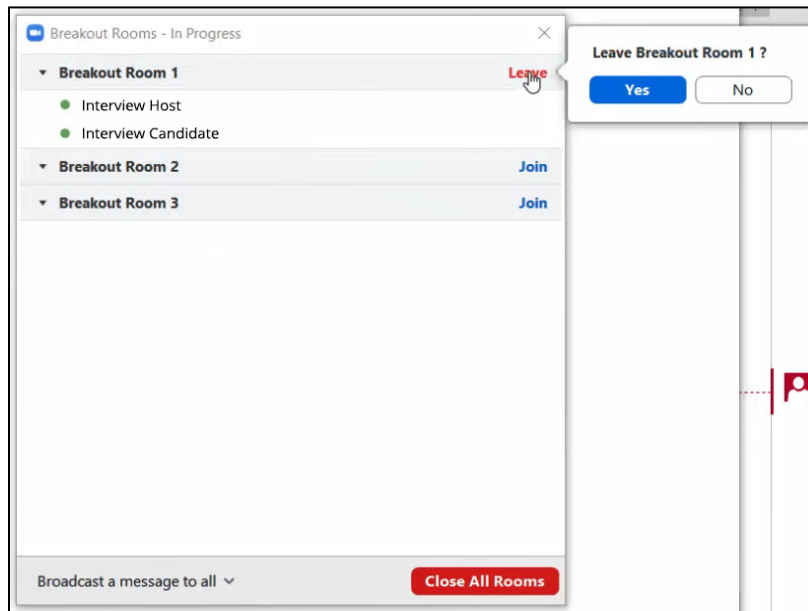 Breakout Rooms - In Progress
Leave Breakout Room 1 ?
Yes No
Breakout Room 1 Leave
Interview Host
Interview Candidate
Breakout Room 2 Join
Breakout Room 3 Join
Broadcast a message to all Close All Rooms